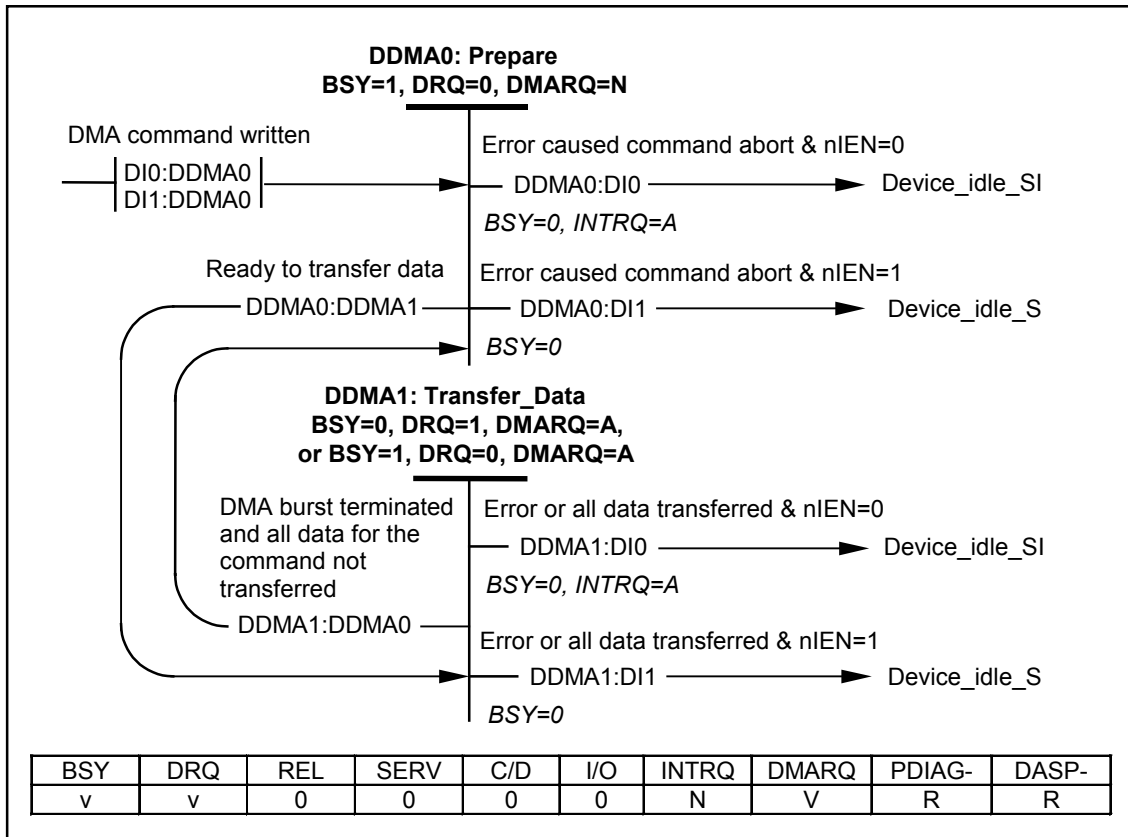 DDMA0: Prepare
BSY=1, DRQ=0, DMARQ=N
DMA command written
DI0:DDMA0
DI1:DDMA0
Error caused command abort & nIEN=0
DDMA0:DI0
Device_idle_SI
BSY=0, INTRQ=A
Ready to transfer data
DDMA0:DDMA1
Error caused command abort & nIEN=1
DDMA0:DI1
Device_idle_S
BSY=0
DDMA1: Transfer_Data
BSY=0, DRQ=1, DMARQ=A,
or BSY=1, DRQ=0, DMARQ=A
DMA burst terminated
and all data for the
command not
transferred
DDMA1:DDMA0
Error or all data transferred & nIEN=0
DDMA1:DI0
Device_idle_SI
BSY=0, INTRQ=A
Error or all data transferred & nIEN=1
DDMA1:DI1
Device_idle_S
BSY=0
BSY DRQ REL SERV C/D I/O INTRQ DMARQ PDIAG- DASP-
v v 0 0 0 0 N V R R